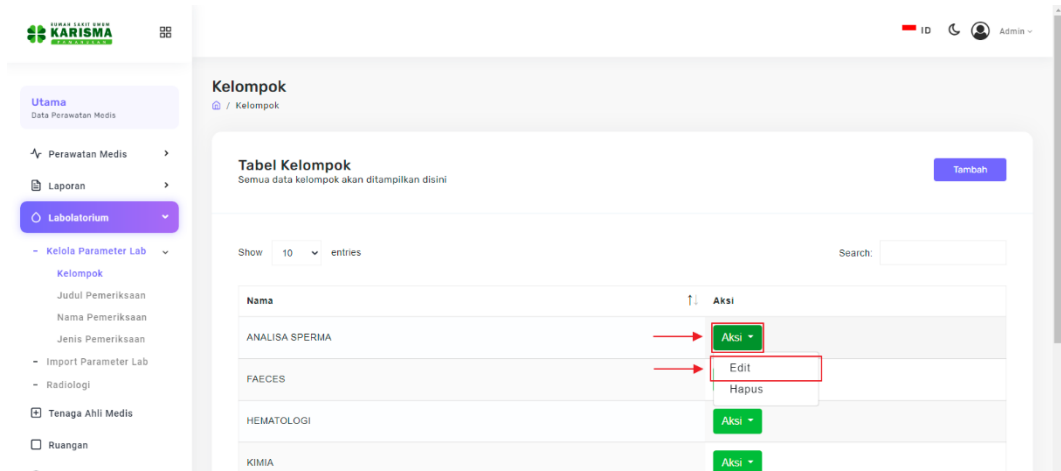 RUMAH SAKIT UMUM
KARISMA
ID
Admin
Utama
Data Perawatan Medis
Perawatan Medis
Laporan
Labolatorium
- Kelola Parameter Lab
Kelompok
Judul Pemeriksaan
Nama Pemeriksaan
Jenis Pemeriksaan
- Import Parameter Lab
- Radiologi
Tenaga Ahli Medis
Ruangan
Kelompok
/ Kelompok
Tabel Kelompok
Semua data kelompok akan ditampilkan disini
Tambah
Show 10 entries
Search:
Nama Aksi
ANALISA SPERMA Aksi
Edit
FAECES
Hapus
HEMATOLOGI Aksi
KIMIA Aksi